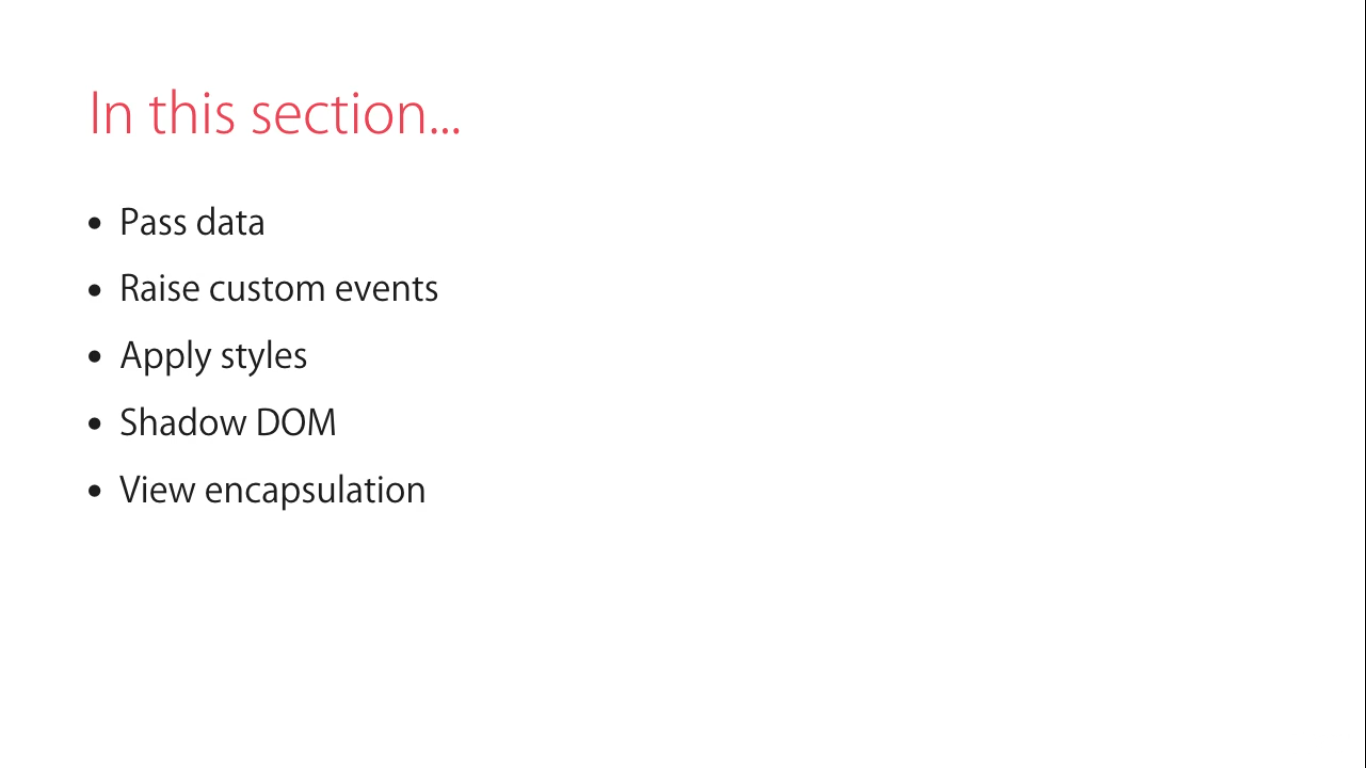 In this section...
• Pass data
• Raise custom events
• Apply styles
• Shadow DOM
• View encapsulation